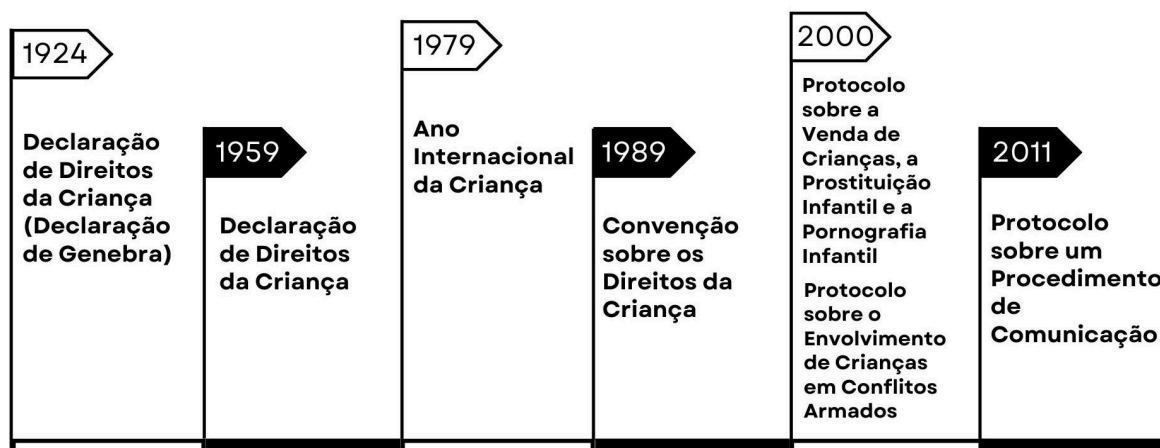 1924
Declaração
de Direitos
da Criança
(Declaração
de Genebra)
1959
Declaração
de Direitos
da Criança
1979
Ano
Internacional
da Criança
1989
Convenção
sobre os
Direitos da
Criança
2000
Protocolo
sobre a
Venda de
Crianças, a
Prostituição
Infantil e a
Pornografia
Infantil
Protocolo
sobre o
Envolvimento
de Crianças
em Conflitos
Armados
2011
Protocolo
sobre um
Procedimento
de
Comunicação